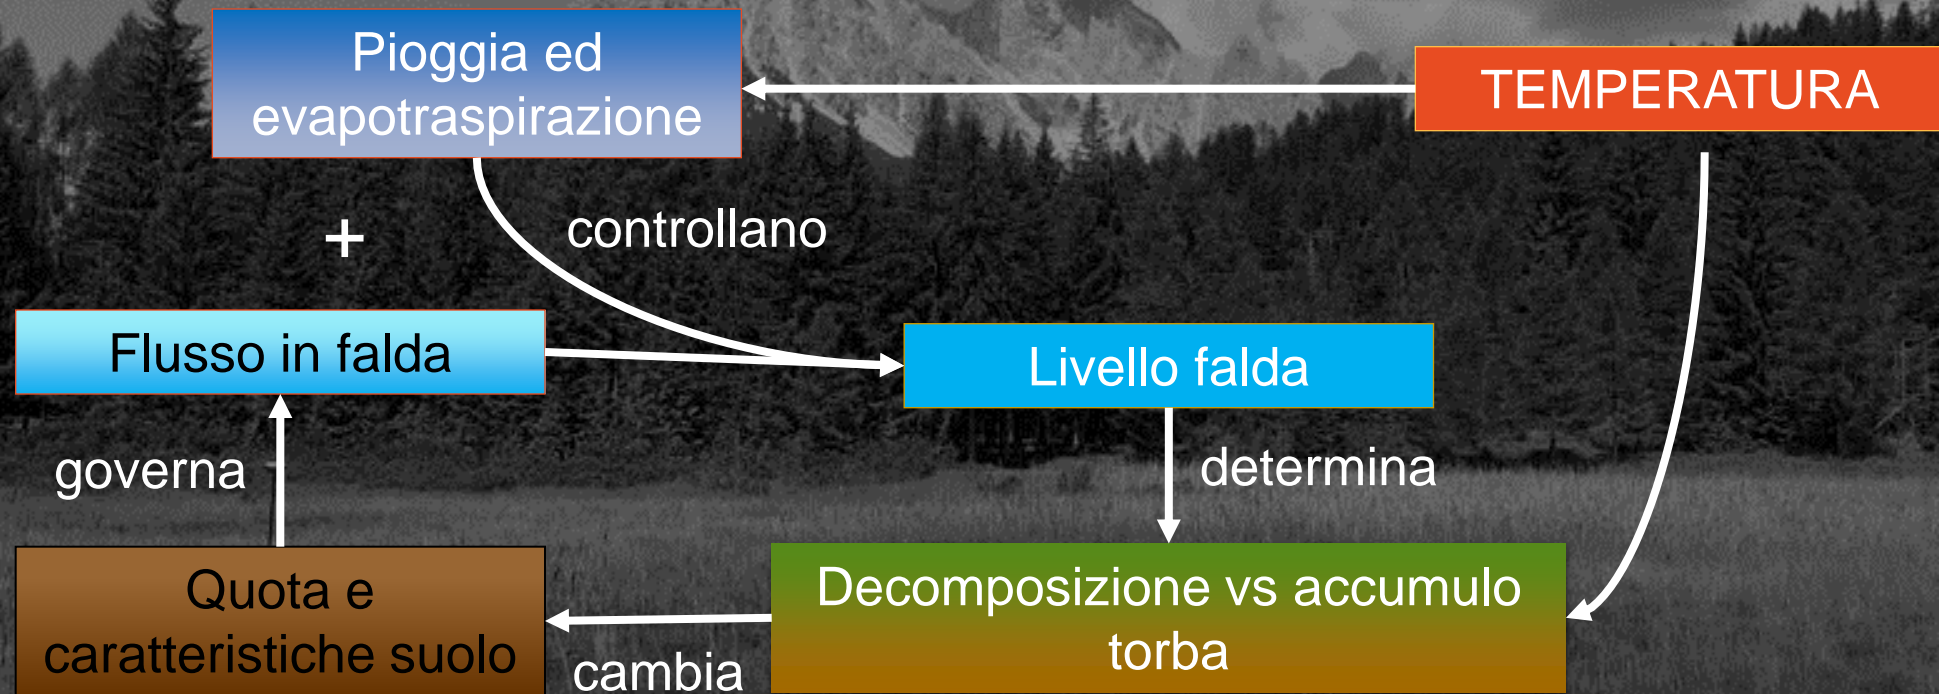 Pioggia ed
evapotraspirazione
TEMPERATURA
+
controllano
Flusso in falda
Livello falda
governa
determina
Quota e
caratteristiche suolo
cambia
Decomposizione vs accumulo
torba